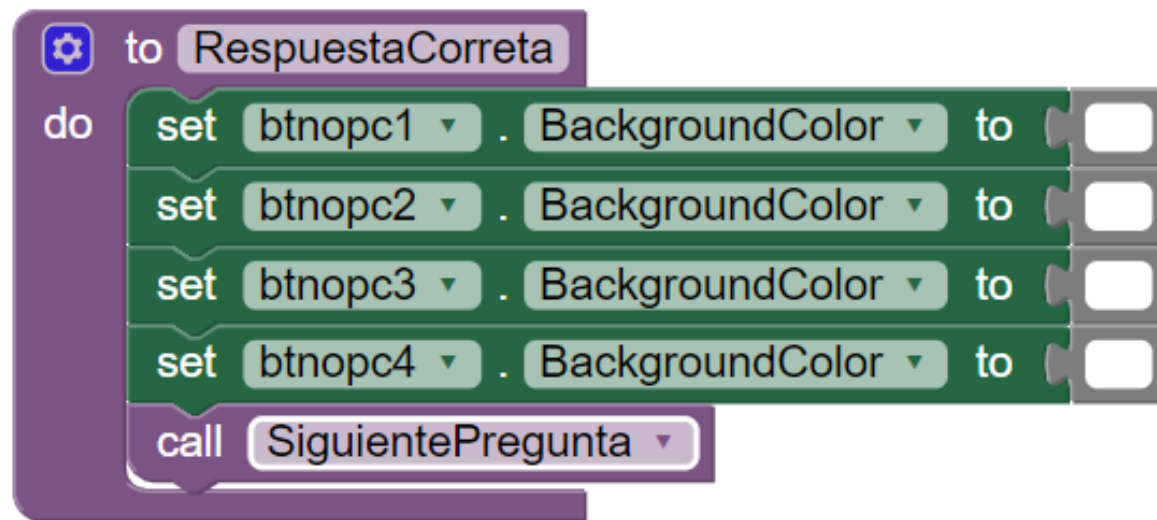 to RespuestaCorreta
do set btnopc1 . BackgroundColor to
set btnopc2 . BackgroundColor to
set btnopc3 . BackgroundColor to
set btnopc4 . BackgroundColor to
call SiguientePregunta